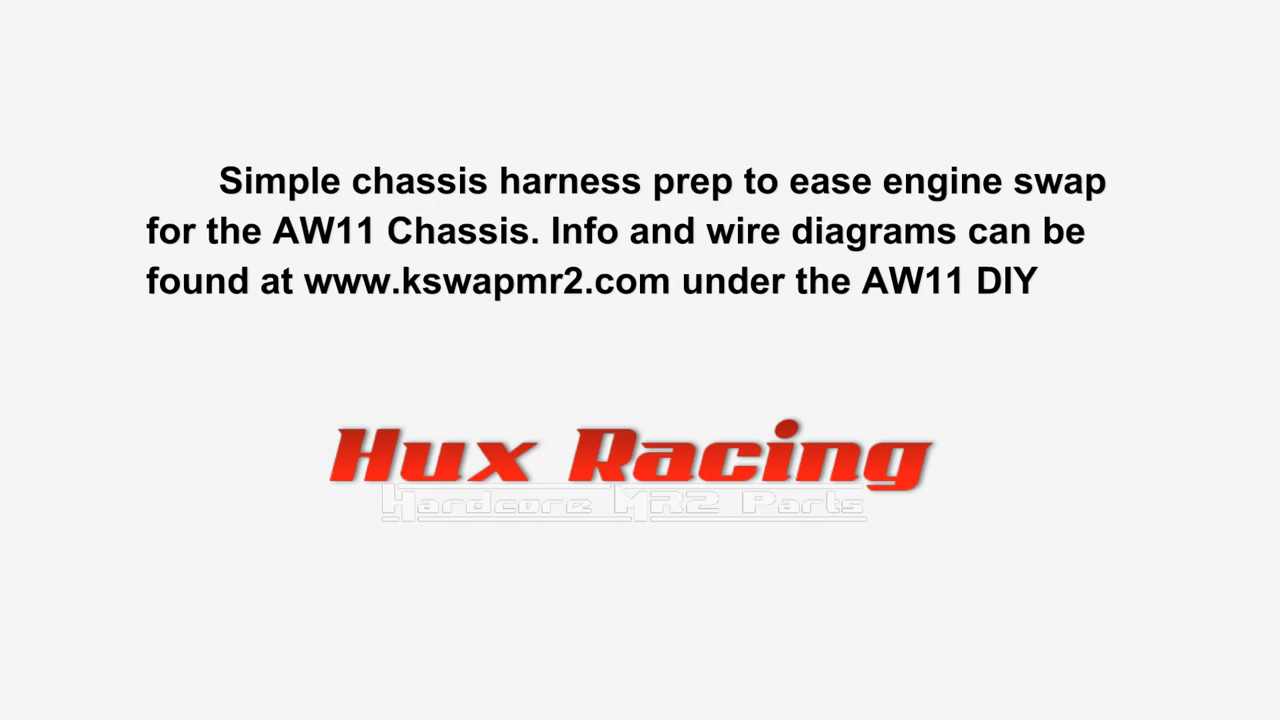 Simple chassis harness prep to ease engine swap
for the AW11 Chassis. Info and wire diagrams can be
found at www.kswapmr2.com under the AW11 DIY
Hux Racing
Hardcore MR2 Parts